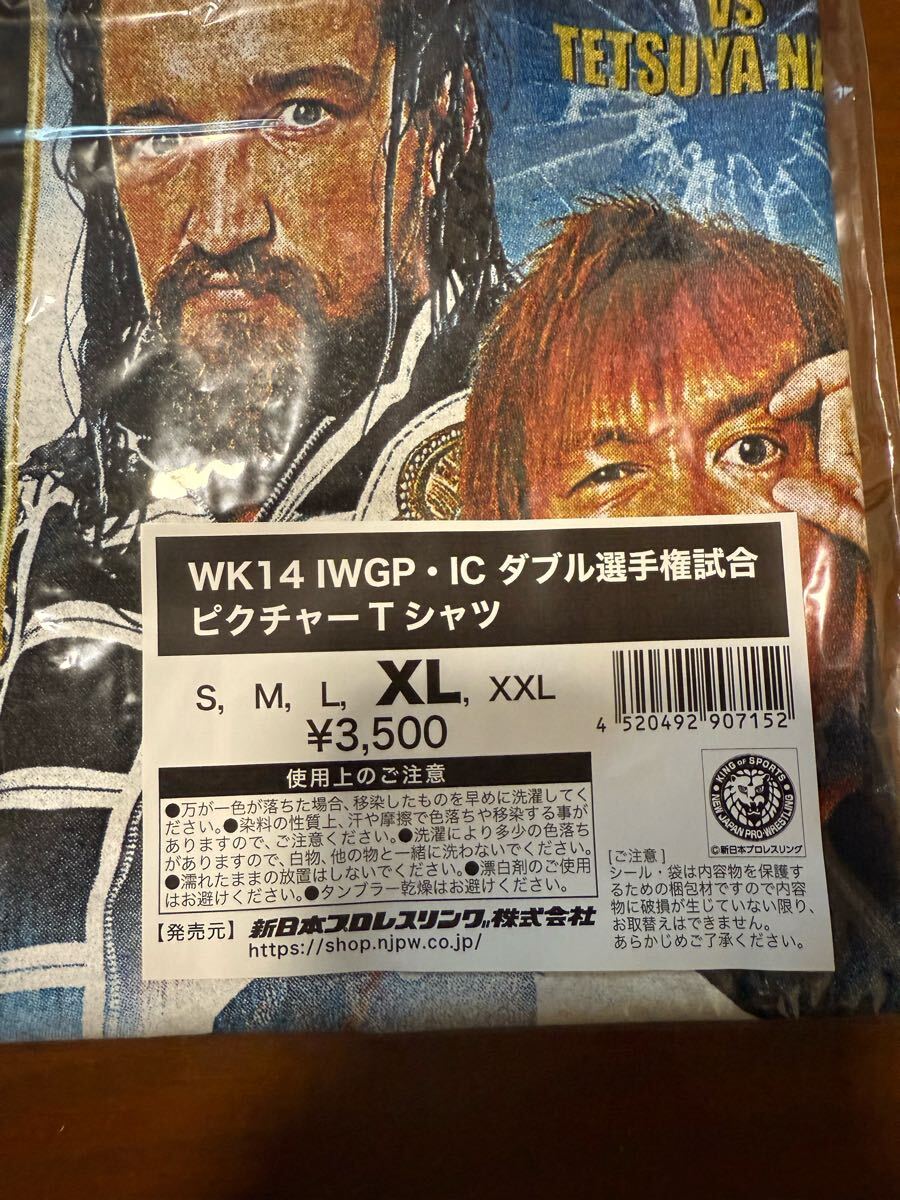 VS
TETSUYA
WK14 IWGP・IC ダブル選手権試合
ピクチャーTシャツ
S, M, L, XL, XXL
¥3,500
4 520492 907152
使用上のご注意
●万が一色が落ちた場合、移染したものを早めに洗濯してく
ださい。●染料の性質上、汗や摩擦で色落ちや移染する事が
ありますので、ご注意ください。●洗濯により多少の色落ち
がありますので、白物、他の物と一緒に洗わないでください。
●濡れたままの放置はしないでください。●漂白剤のご使用
はお避けください。●タンブラー乾燥はお避けください。
【発売元】新日本プロレスリング株式会社
https://shop.njpw.co.jp/
KING OF SPORTS
NEW JAPAN PRO-WRESTLING
©新日本プロレスリング
[ご注意]
シール・袋は内容物を保護す
るための梱包材ですので内容
物に破損が生じていない限り、
お取替えはできません。
あらかじめご了承ください。